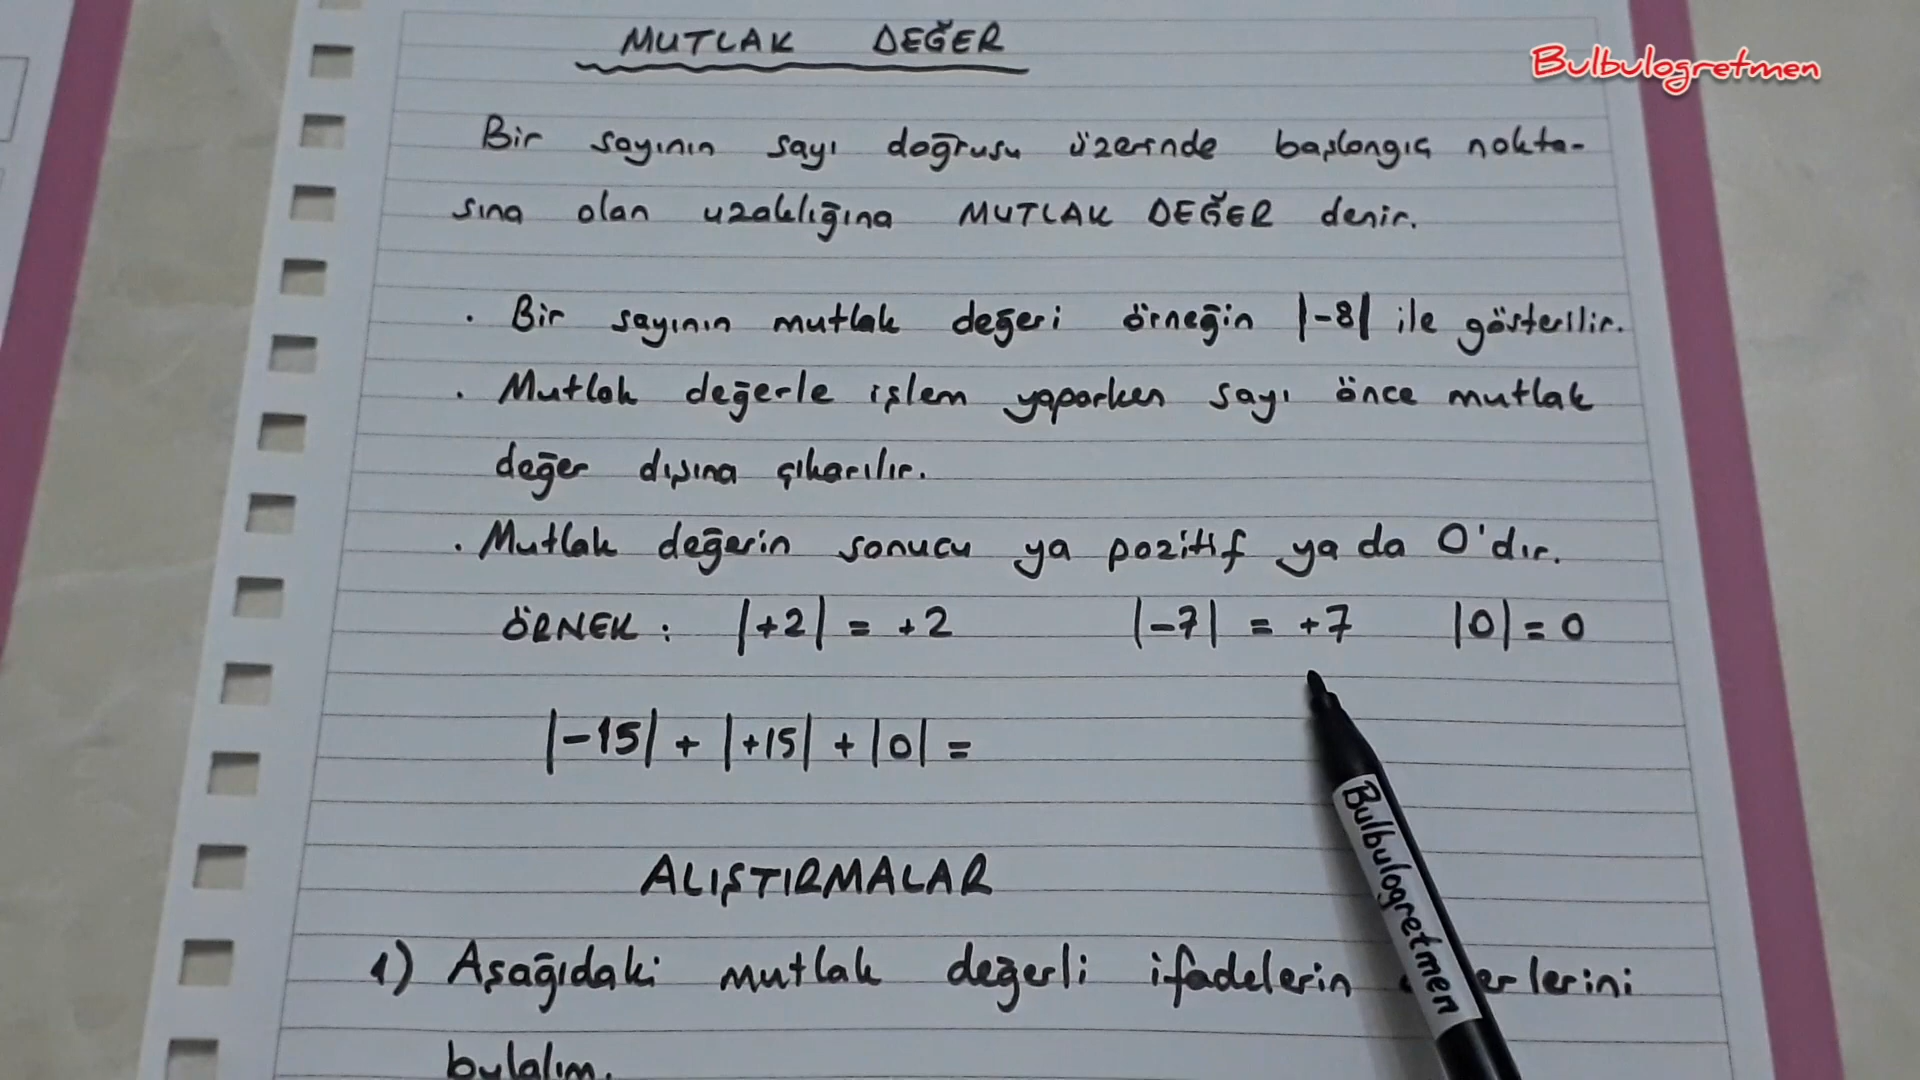 MUTLAK DEĞER
Bulbulogretmen
Bir sayının sayı doğrusu üzerinde başlangıç nokta-
sına olan uzaklığına MUTLAK DEĞER denir.
. Bir sayının mutlak değeri örneğin |-8| ile gösterilir.
. Mutlak değerle işlem yaparken sayı önce mutlak
değer dışına çıkarılır.
. Mutlak değerin sonucu ya pozitif ya da 0'dır.
ÖRNEK : |+2| = +2 |-7| = +7 |0| = 0
|-15| + |+15| + |0| =
Bulbulogretmen
ALIŞTIRMALAR
1) Aşağıdaki mutlak değerli ifadelerin erlerini
bulalım.